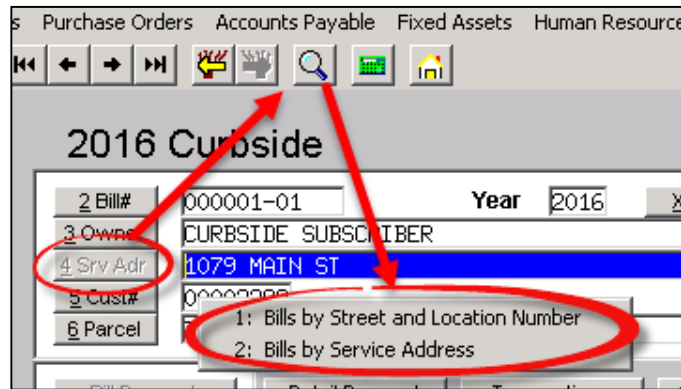 Purchase Orders Accounts Payable Fixed Assets Human Resource
2016 Curbside
2 Bill# 000001-01 Year 2016
3 Owner CURBSIDE SUBSCRIBER
4 Srv Adr 1079 MAIN ST
5 Cust#
6 Parcel
1: Bills by Street and Location Number
2: Bills by Service Address